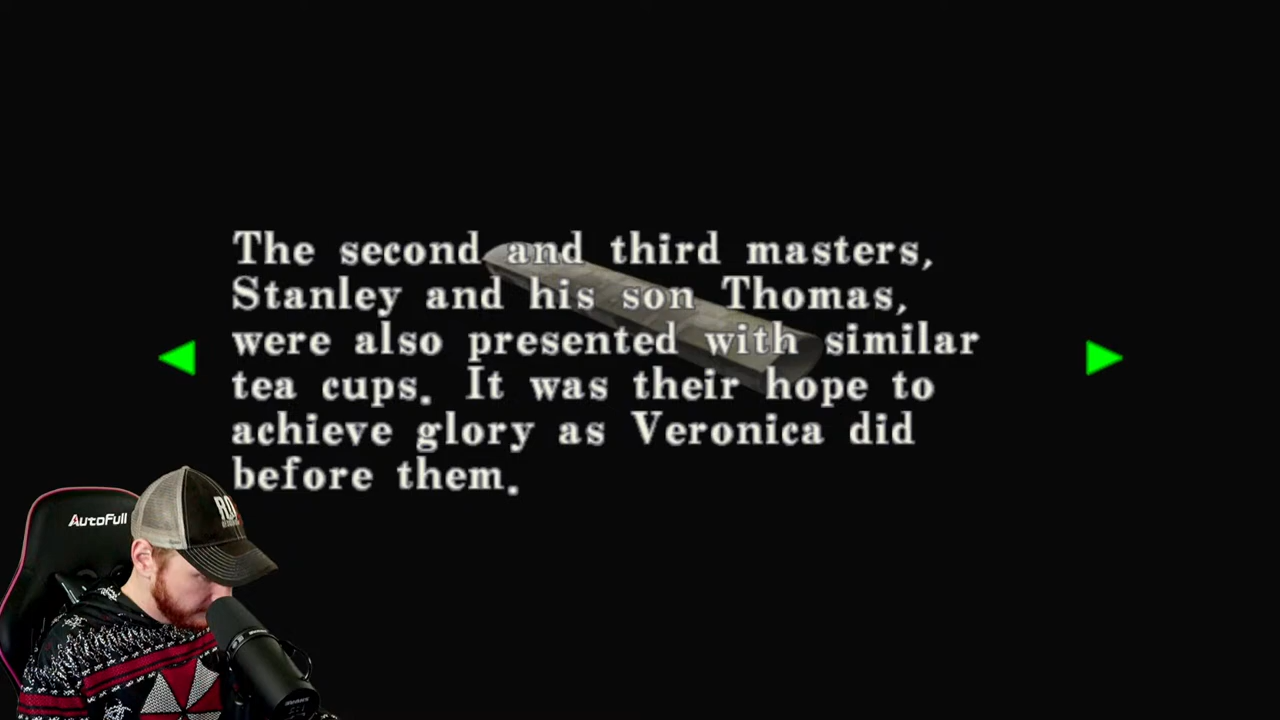 The second and third masters,
Stanley and his son Thomas,
were also presented with similar
tea cups. It was their hope to
achieve glory as Veronica did
before them.
AutoFull